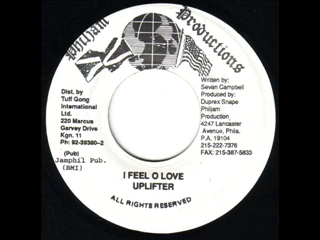 Philjam Productions
Dist. by
Tuff Gong
International
Ltd.
220 Marcus
Garvey Drive
Kgn. 11
Ph: 92-39380-2
(Pub)
Jamphil Pub.
(BMI)
Written by:
Sevan Campbell
Produced by:
Duprex Snape
Philjam
Production
4247 Lancasler
Avenue, Phila.
P.A. 19104
215-222-7376
FAX: 215-387-5833
I FEEL O LOVE
UPLIFTER
ALL RIGHTS RESERVED